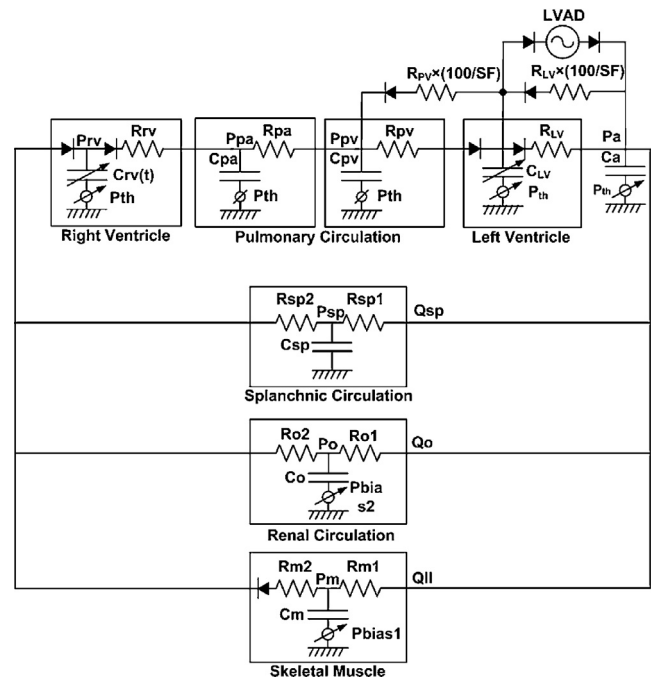 LVAD
RPV×(100/SF) RLV×(100/SF)
Prv Rrv Ppa Rpa Ppv Rpv RLV Pa
Crv(t) Cpa Cpv CLV Ca
Pth Pth Pth Pth Pth
Right Ventricle Pulmonary Circulation Left Ventricle
Rsp2 Psp Rsp1 Qsp
Csp
Splanchnic Circulation
Ro2 Po Ro1 Qo
Co Pbia
s2
Renal Circulation
Rm2 Pm Rm1 Qll
Cm Pbias1
Skeletal Muscle